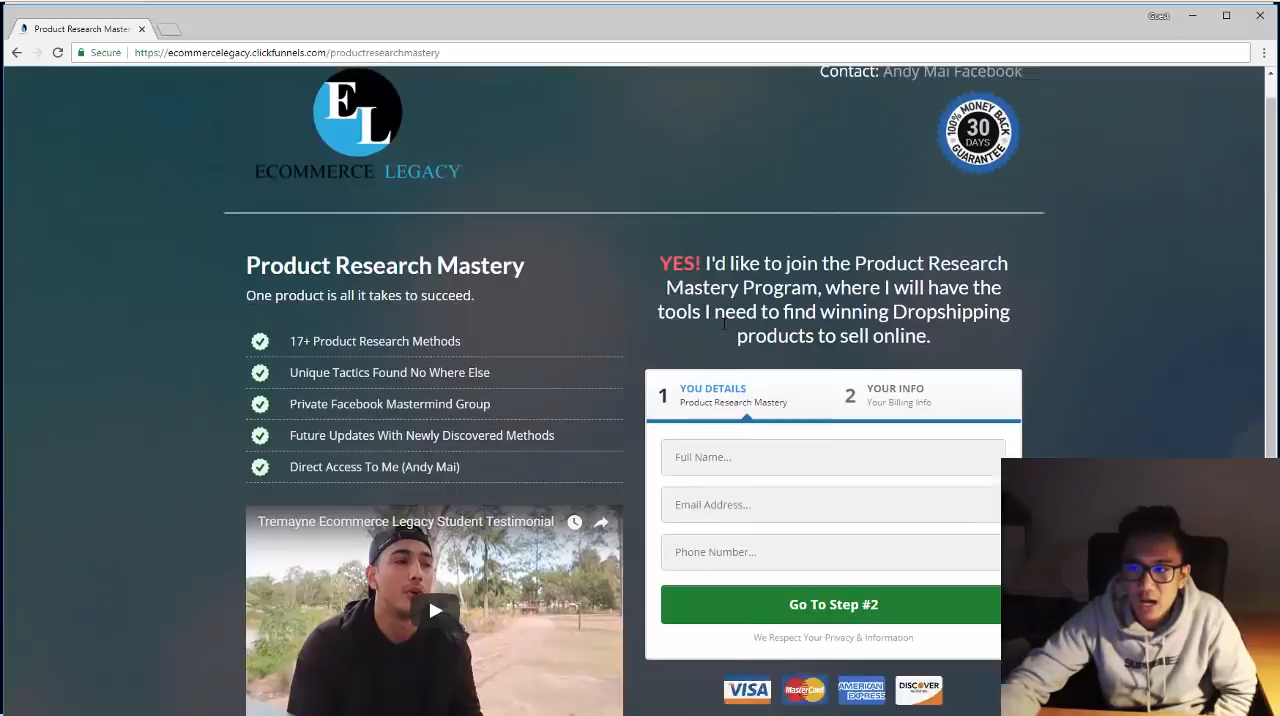 Guest
Product Research Master
Secure
https://ecommercelegacy.clickfunnels.com/productresearchmastery
Contact: Andy Mai Facebook
EL
ECOMMERCE LEGACY
100% MONEY BACK
30
DAYS
GUARANTEE
Product Research Mastery
One product is all it takes to succeed.
17+ Product Research Methods
Unique Tactics Found No Where Else
Private Facebook Mastermind Group
Future Updates With Newly Discovered Methods
Direct Access To Me (Andy Mai)
Tremayne Ecommerce Legacy Student Testimonial
YES! I'd like to join the Product Research
Mastery Program, where I will have the
tools I need to find winning Dropshipping
products to sell online.
1 YOU DETAILS
Product Research Mastery
2 YOUR INFO
Your Billing Info
Full Name...
Email Address...
Phone Number...
Go To Step #2
We Respect Your Privacy & Information
VISA
MasterCard
AMERICAN EXPRESS
DISCOVER
NETWORK